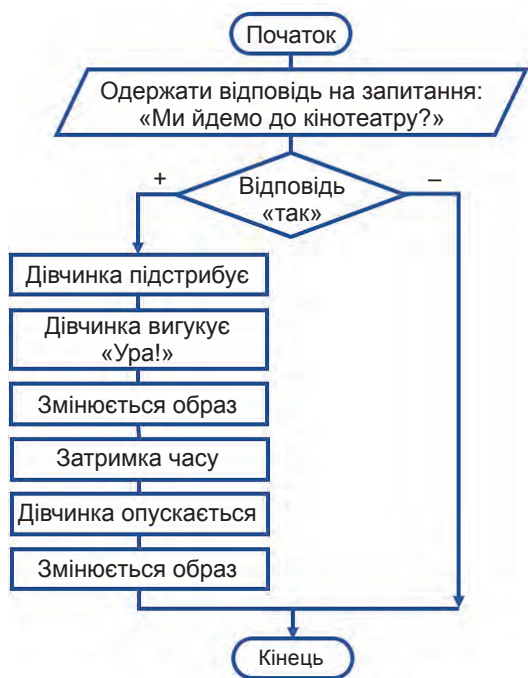 Початок
Одержати відповідь на запитання:
«Ми йдемо до кінотеатру?»
+
–
Відповідь
«так»
Дівчинка підстрибує
Дівчинка вигукує
«Ура!»
Змінюється образ
Затримка часу
Дівчинка опускається
Змінюється образ
Кінець